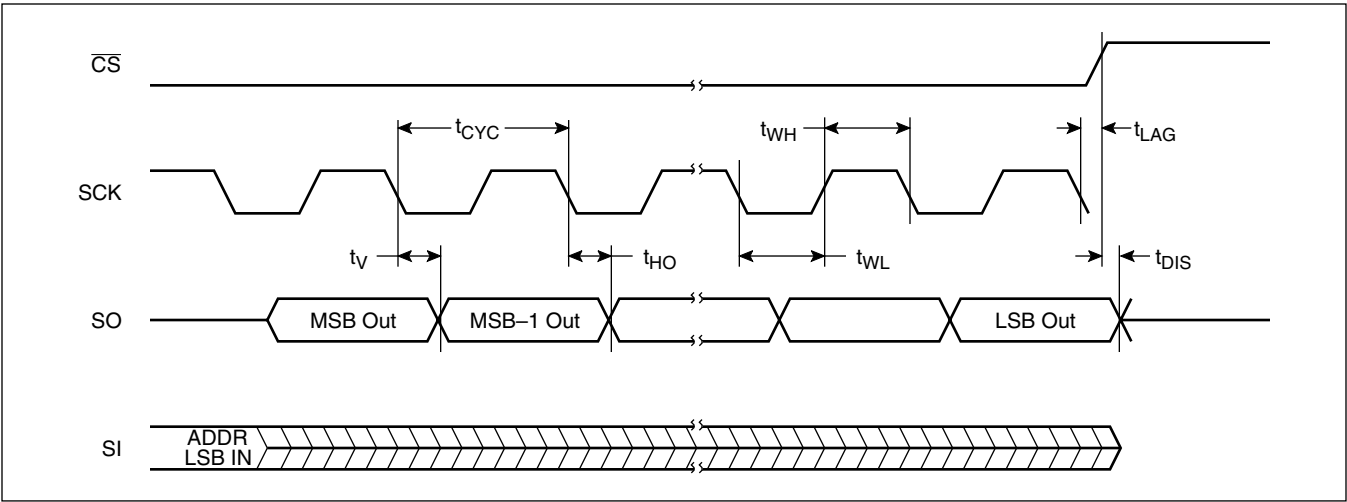 CS
tCYC
tWH
tLAG
SCK
tV
tHO
tWL
tDIS
SO
MSB Out
MSB–1 Out
LSB Out
SI
ADDR
LSB IN